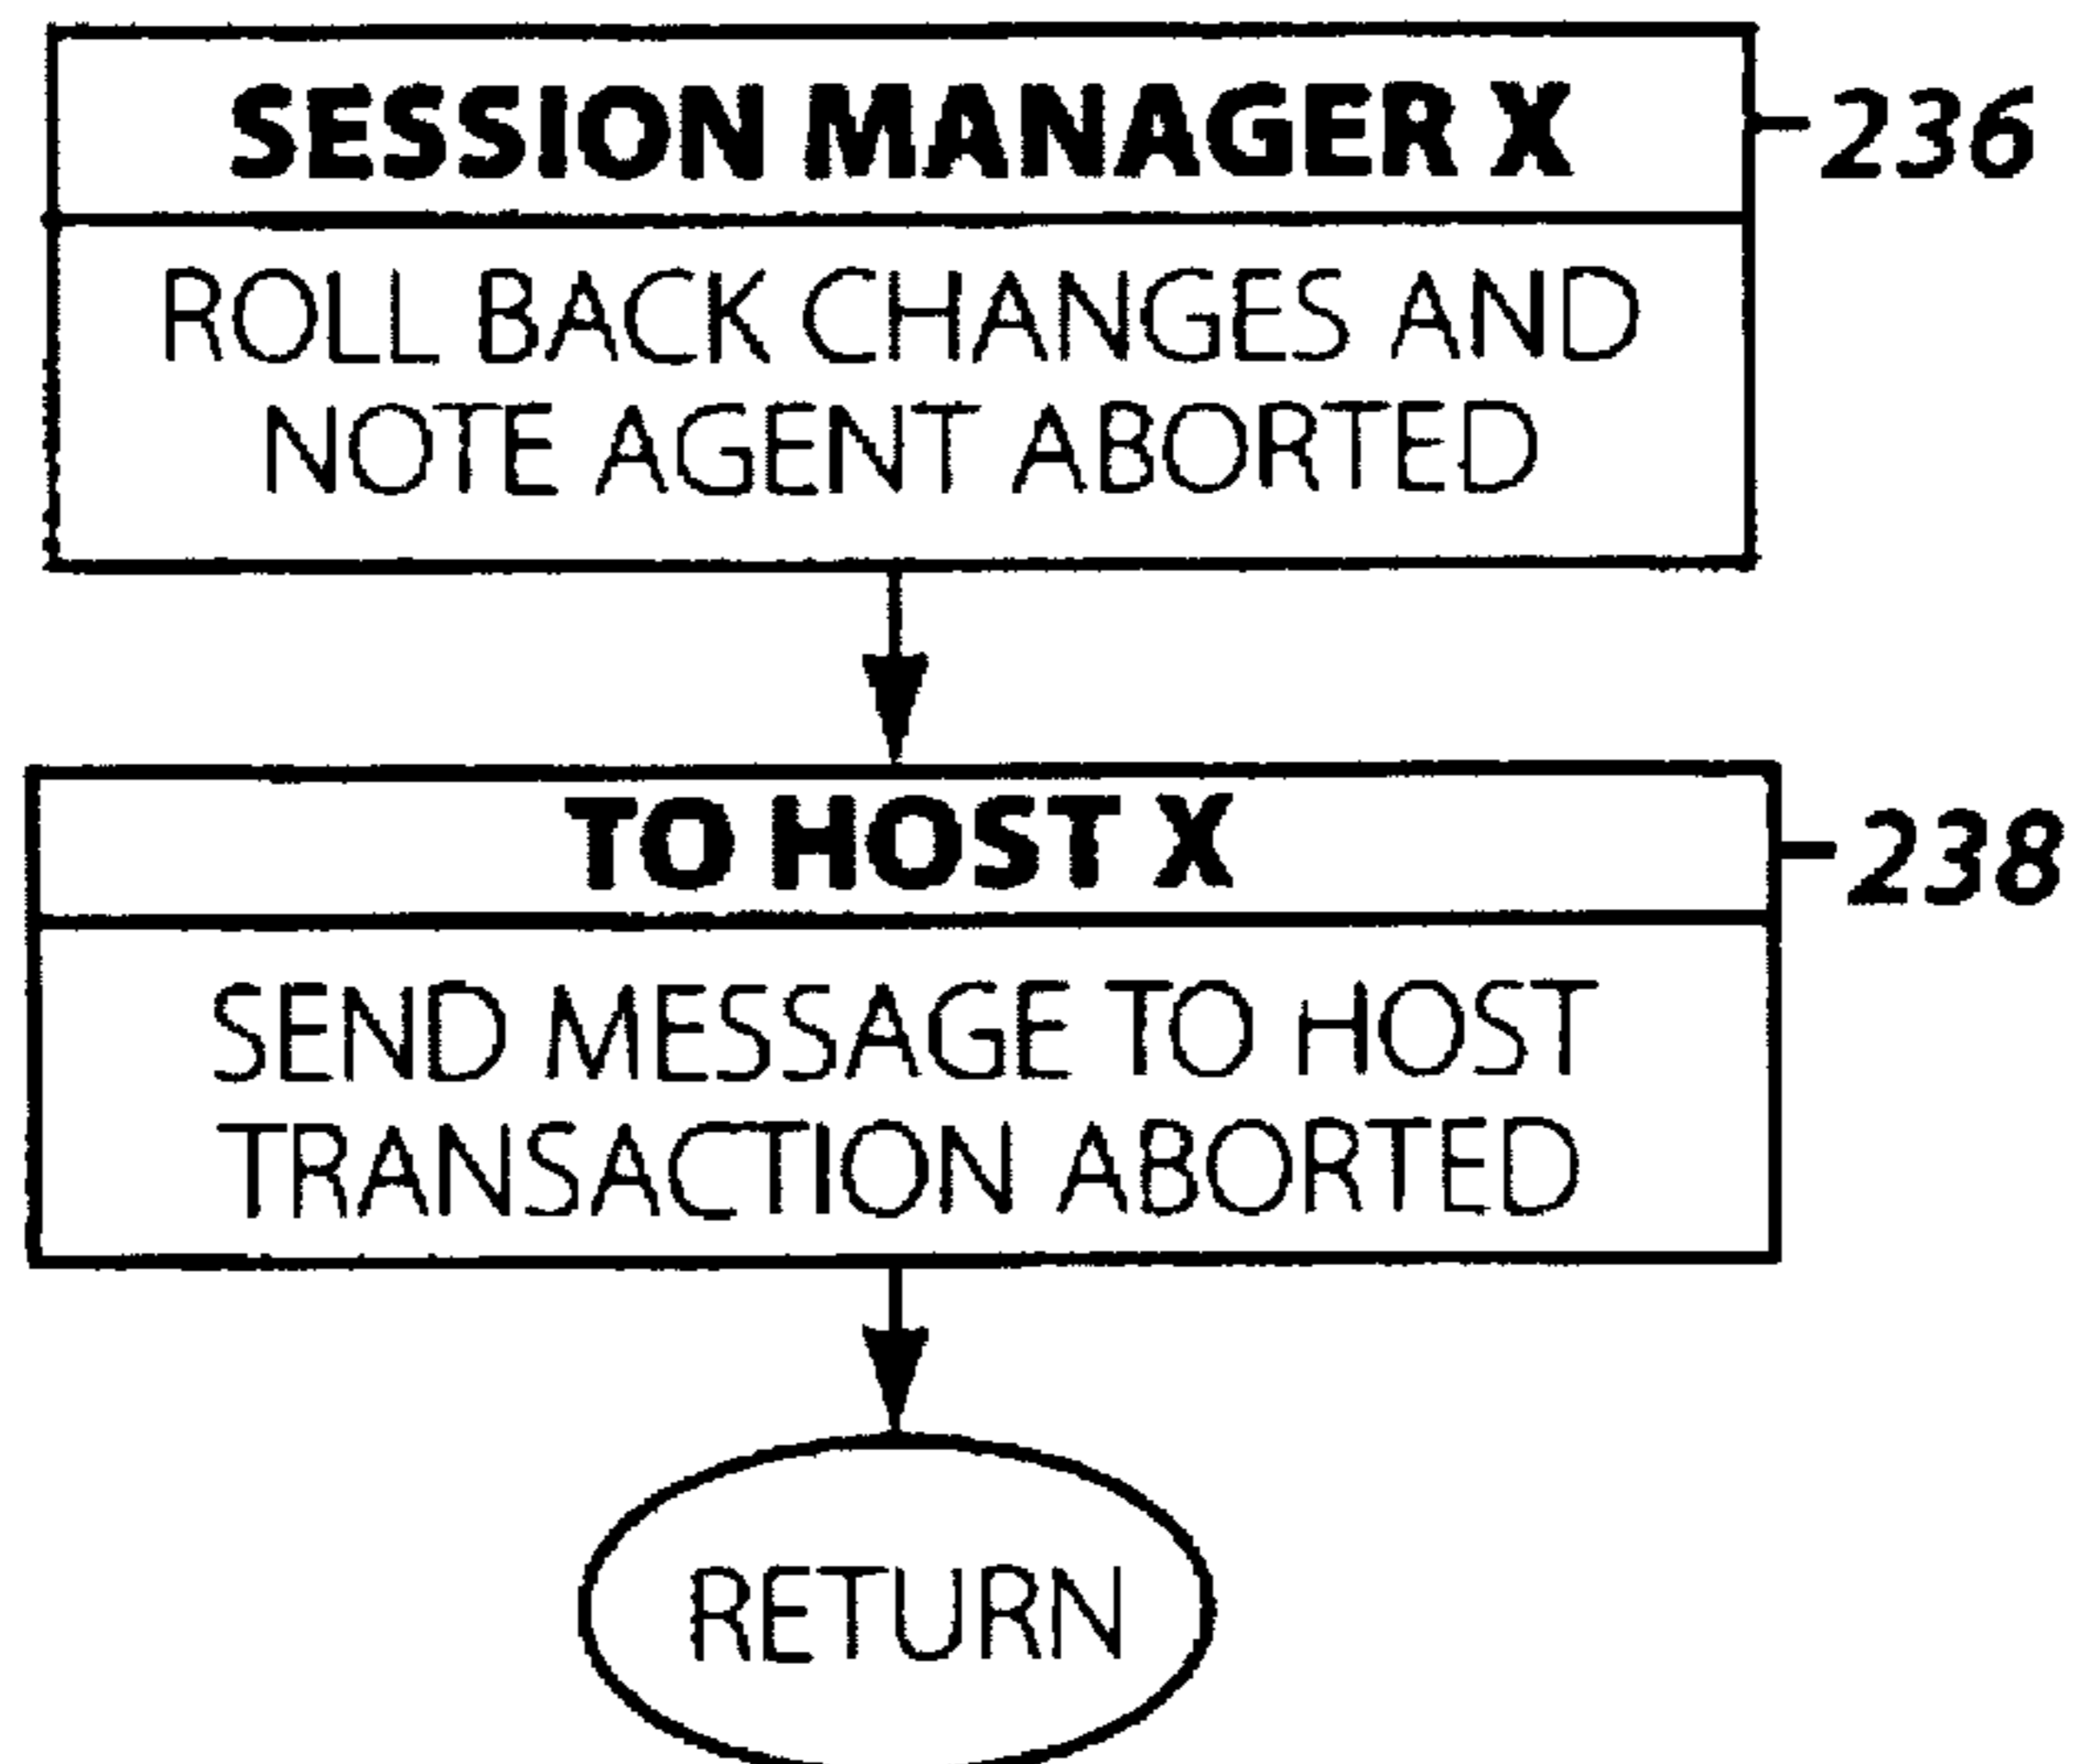 SESSION MANAGER X
236
ROLL BACK CHANGES AND
NOTE AGENT ABORTED
TO HOST X
238
SEND MESSAGE TO HOST
TRANSACTION ABORTED
RETURN